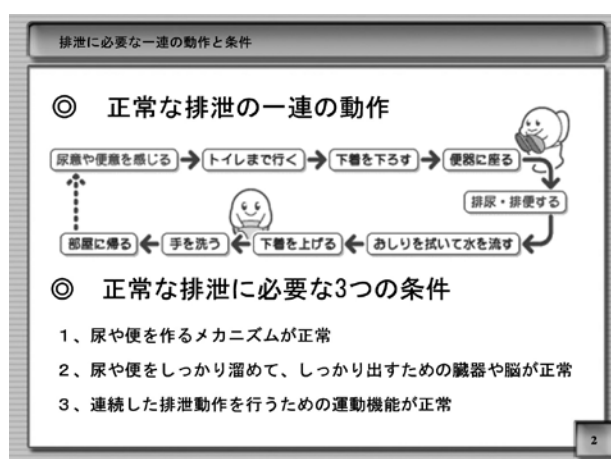 排泄に必要な一連の動作と条件
◎ 正常な排泄の一連の動作
尿意や便意を感じる→トイレまで行く→下着を下ろす→便器に座る
排尿・排便する
部屋に帰る←手を洗う←下着を上げる←おしりを拭いて水を流す
◎ 正常な排泄に必要な3つの条件
1、尿や便を作るメカニズムが正常
2、尿や便をしっかり溜めて、しっかり出すための臓器や脳が正常
3、連続した排泄動作を行うための運動機能が正常
2